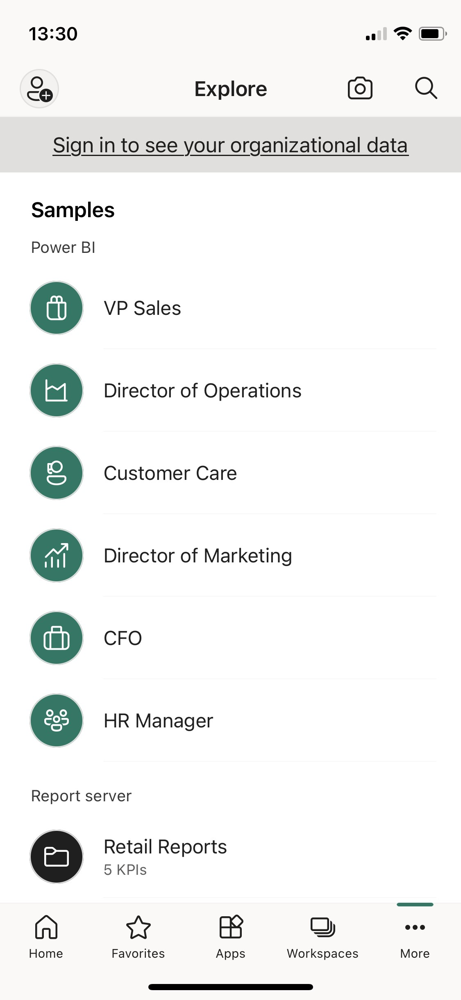 13:30
Explore
Sign in to see your organizational data
Samples
Power BI
VP Sales
Director of Operations
Customer Care
Director of Marketing
CFO
HR Manager
Report server
Retail Reports
5 KPIs
Home
Favorites
Apps
Workspaces
More